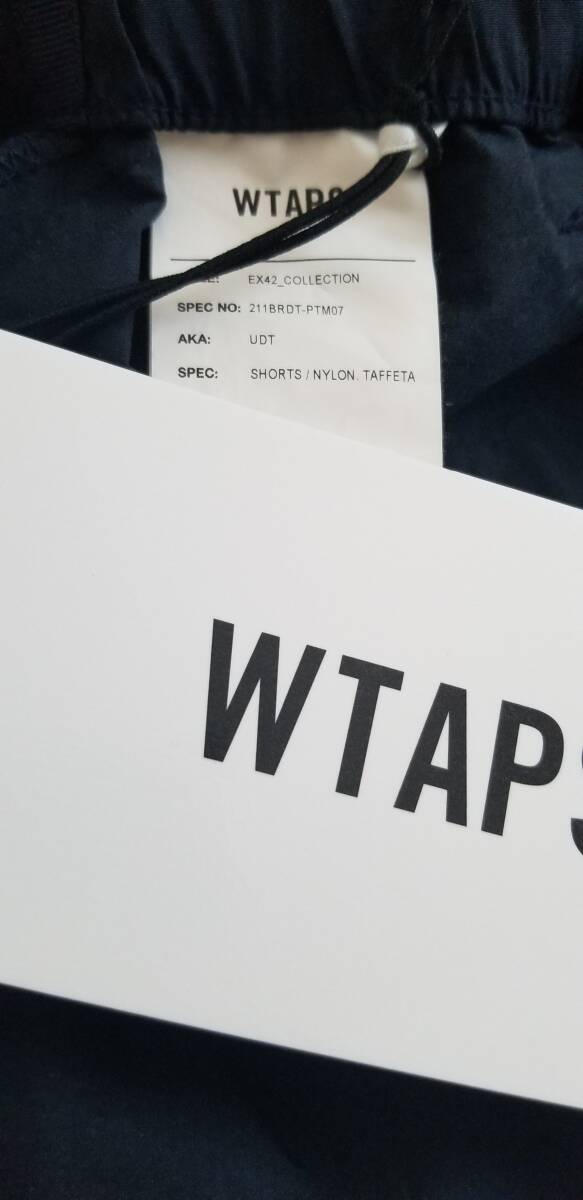 WTAPS
EX42_COLLECTION
SPEC NO: 211BRDT-PTM07
AKA: UDT
SPEC: SHORTS / NYLON. TAFFETA
WTAPS